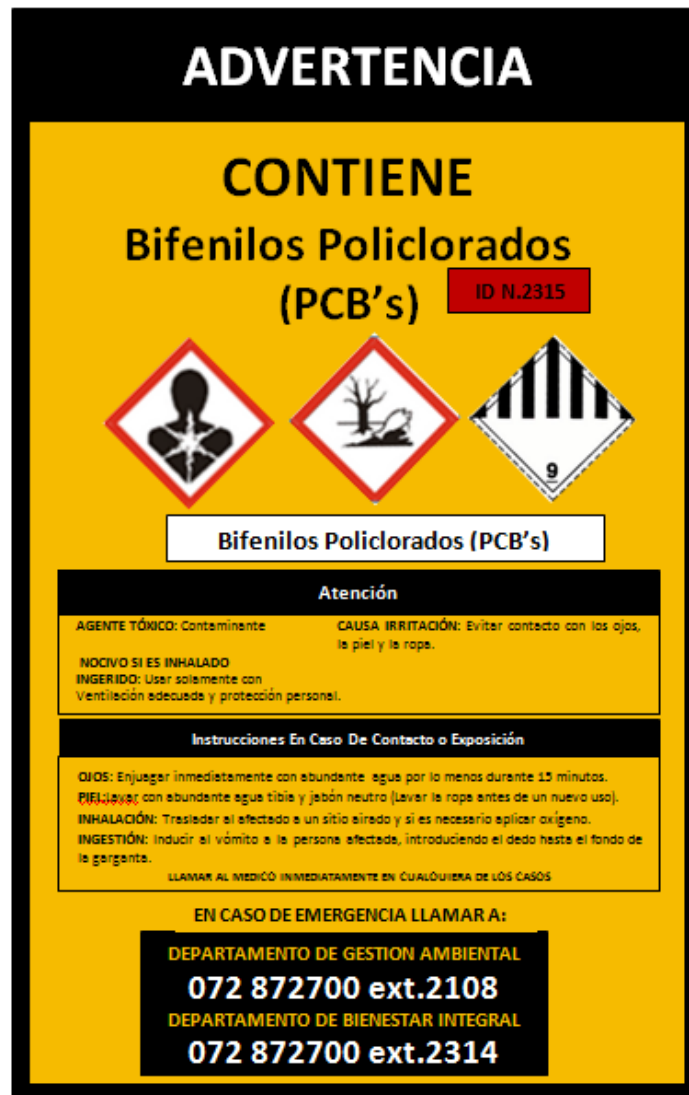 ADVERTENCIA
CONTIENE
Bifenilos Policlorados
(PCB’s)
ID N.2315
9
Bifenilos Policlorados (PCB’s)
Atención
AGENTE TÓXICO: Contaminante
CAUSA IRRITACIÓN: Evitar contacto con los ojos,
la piel y la ropa.
NOCIVO SI ES INHALADO
INGERIDO: Usar solamente con
Ventilación adecuada y protección personal.
Instrucciones En Caso De Contacto o Exposición
OJOS: Enjuagar inmediatamente con abundante agua por lo menos durante 15 minutos.
PIEL:lavar con abundante agua tibia y jabón neutro (Lavar la ropa antes de un nuevo uso).
INHALACIÓN: Trasladar al afectado a un sitio airado y si es necesario aplicar oxígeno.
INGESTIÓN: Inducir al vómito a la persona afectada, introduciendo el dedo hasta el fondo de
la garganta.
LLAMAR AL MEDICO INMEDIATAMENTE EN CUALQUIERA DE LOS CASOS
EN CASO DE EMERGENCIA LLAMAR A:
DEPARTAMENTO DE GESTION AMBIENTAL
072 872700 ext.2108
DEPARTAMENTO DE BIENESTAR INTEGRAL
072 872700 ext.2314